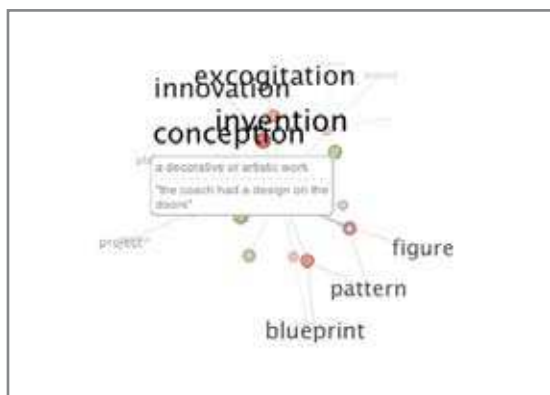 excogitation
innovation
invention
conception
a decorative or artistic work
"the coach had a design on the
doors"
project
figure
pattern
blueprint